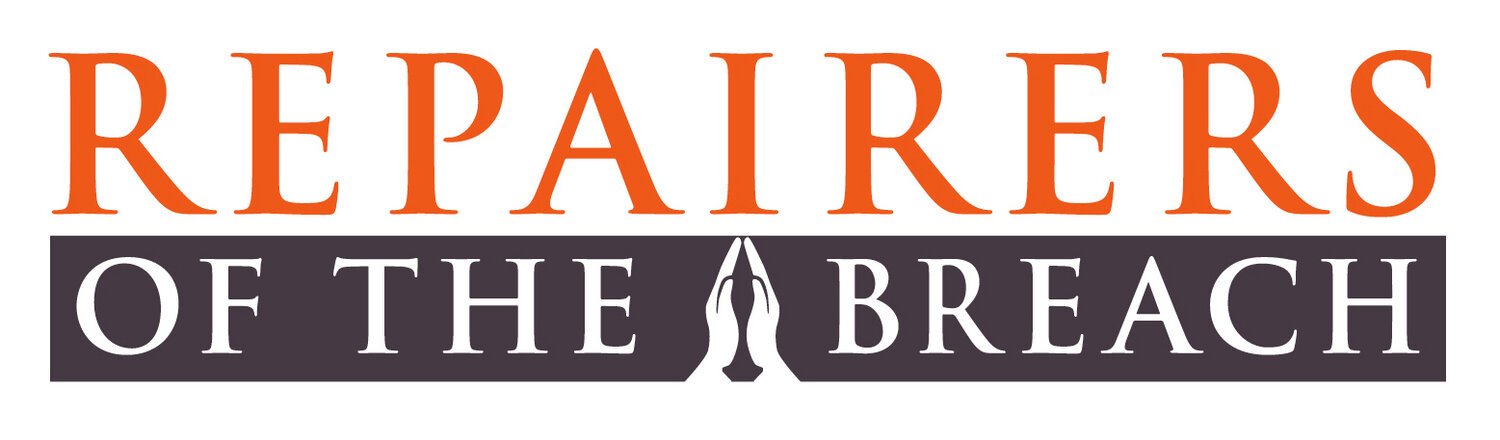 REPAIRERS
OF THE BREACH